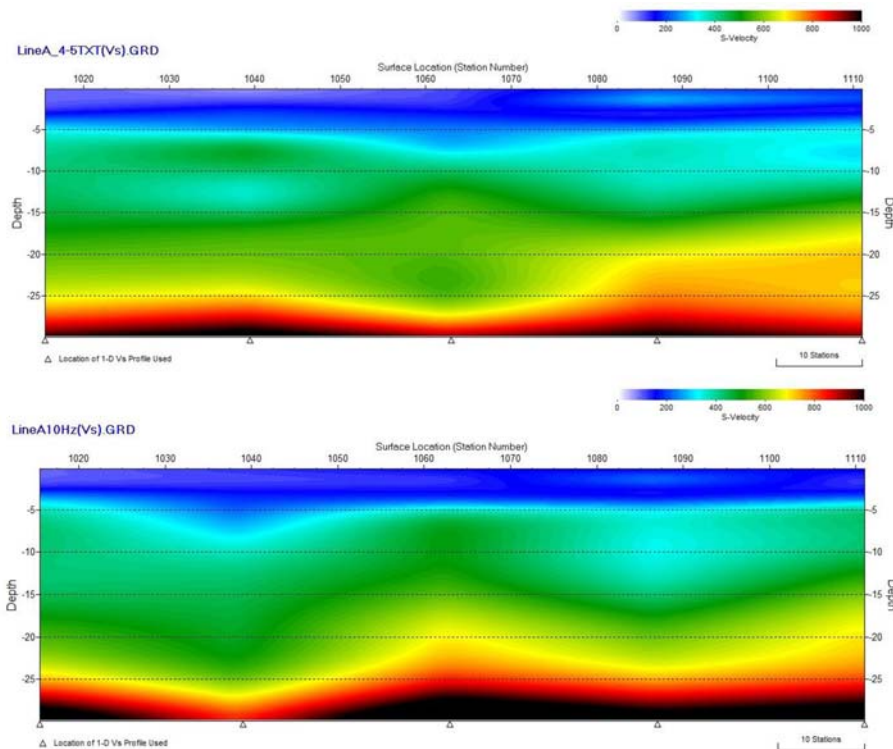 0 200 400 600 800 1000
S-Velocity
LineA_4-5TXT(Vs).GRD
Surface Location (Station Number)
1020 1030 1040 1050 1060 1070 1080 1090 1100 1110
-5 -5
-10 -10
-15 -15
Depth Depth
-20 -20
-25 -25
△ Location of 1-D Vs Profile Used
10 Stations
0 200 400 600 800 1000
S-Velocity
LineA10Hz(Vs).GRD
Surface Location (Station Number)
1020 1030 1040 1050 1060 1070 1080 1090 1100 1110
-5 -5
-10 -10
-15 -15
Depth Depth
-20 -20
-25 -25
△ Location of 1-D Vs Profile Used
10 Stations